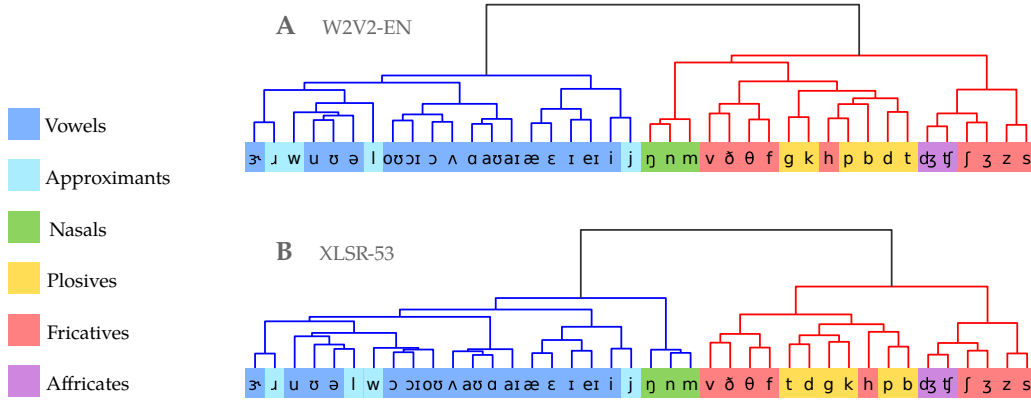 A W2V2-EN
ɝ ɹ w u ʊ ə l oʊ ɔɪ ɔ ʌ ɑ aʊ aɪ æ ɛ ɪ eɪ i j ŋ n m v ð θ f g k h p b d t ʤ ʧ ʃ ʒ z s
Vowels
Approximants
Nasals
Plosives
Fricatives
Affricates
B XLSR-53
ɝ ɹ u ʊ ə l w ɔ ɔɪ oʊ ʌ aʊ ɑ aɪ æ ɛ ɪ eɪ i j ŋ n m v ð θ f t d g k h p b ʤ ʧ ʃ ʒ z s